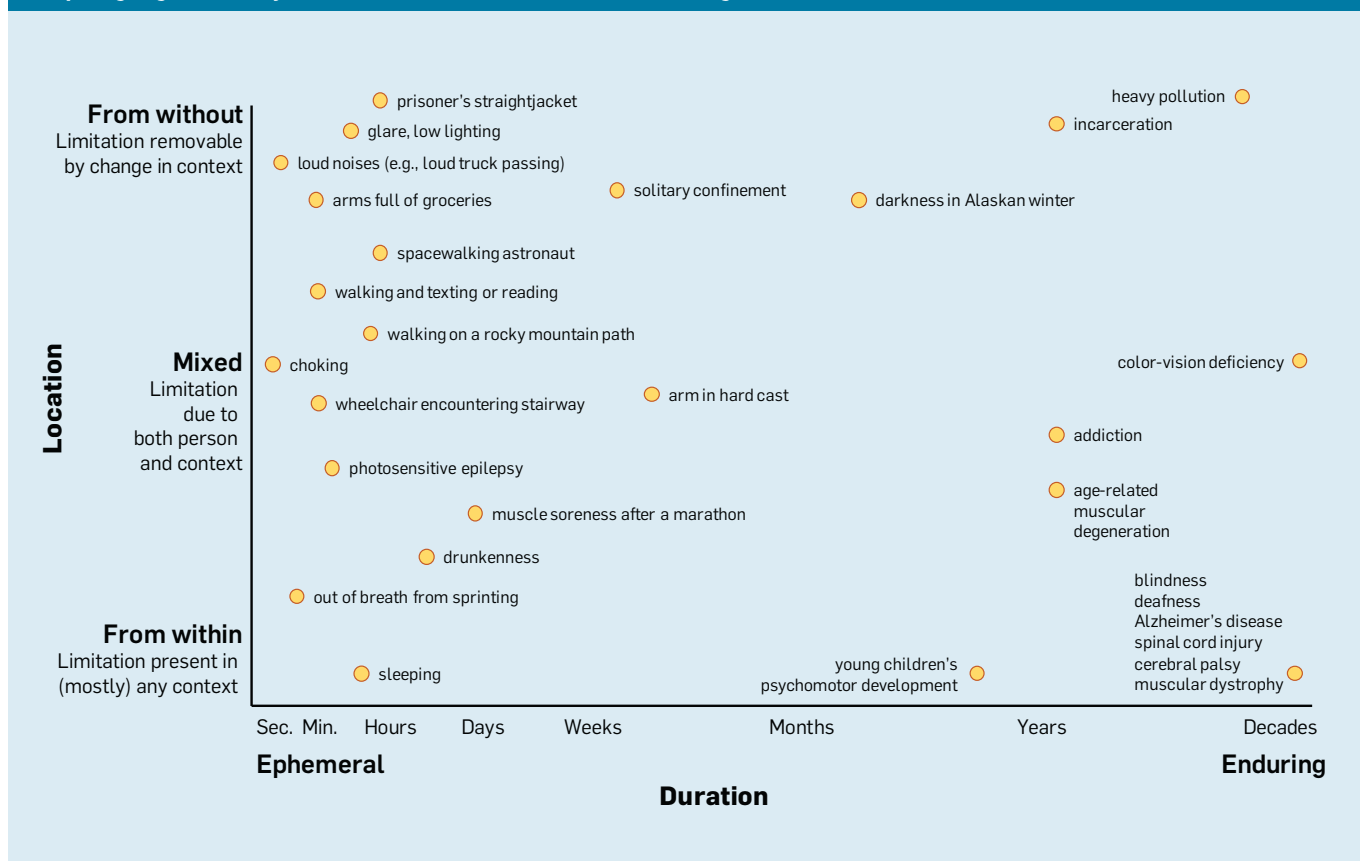 prisoner's straightjacket
heavy pollution
From without
Limitation removable
by change in context
glare, low lighting
incarceration
loud noises (e.g., loud truck passing)
solitary confinement
arms full of groceries
darkness in Alaskan winter
spacewalking astronaut
walking and texting or reading
walking on a rocky mountain path
Location
Mixed
Limitation
due to
both person
and context
choking
color-vision deficiency
arm in hard cast
wheelchair encountering stairway
addiction
photosensitive epilepsy
age-related
muscular
degeneration
muscle soreness after a marathon
drunkenness
out of breath from sprinting
blindness
deafness
Alzheimer's disease
spinal cord injury
cerebral palsy
muscular dystrophy
From within
Limitation present in
(mostly) any context
sleeping
young children's
psychomotor development
Sec. Min. Hours Days Weeks Months Years Decades
Ephemeral Enduring
Duration